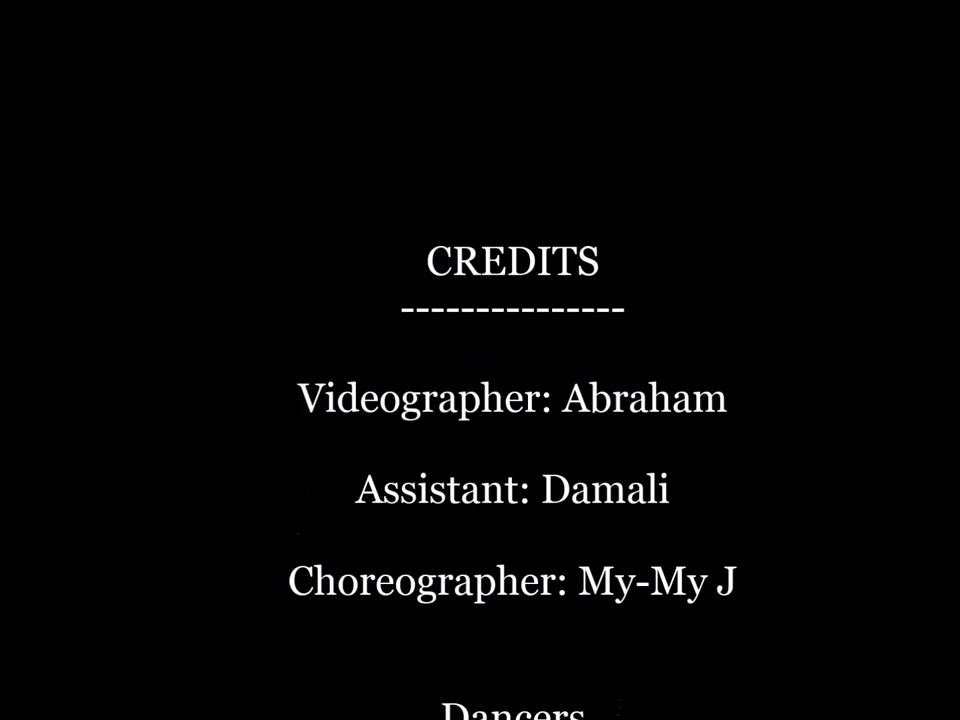 CREDITS
---------------
Videographer: Abraham
Assistant: Damali
Choreographer: My-My J
Dancers